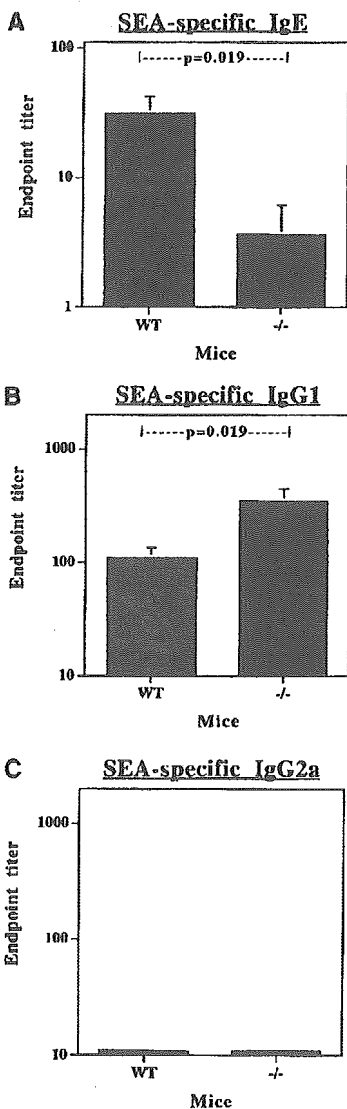 A
SEA-specific IgE
100
p=0.019
10
1
Endpoint titer
WT
-/-
Mice
B
SEA-specific IgG1
1000
p=0.019
100
10
Endpoint titer
WT
-/-
Mice
C
SEA-specific IgG2a
1000
100
10
Endpoint titer
WT
-/-
Mice